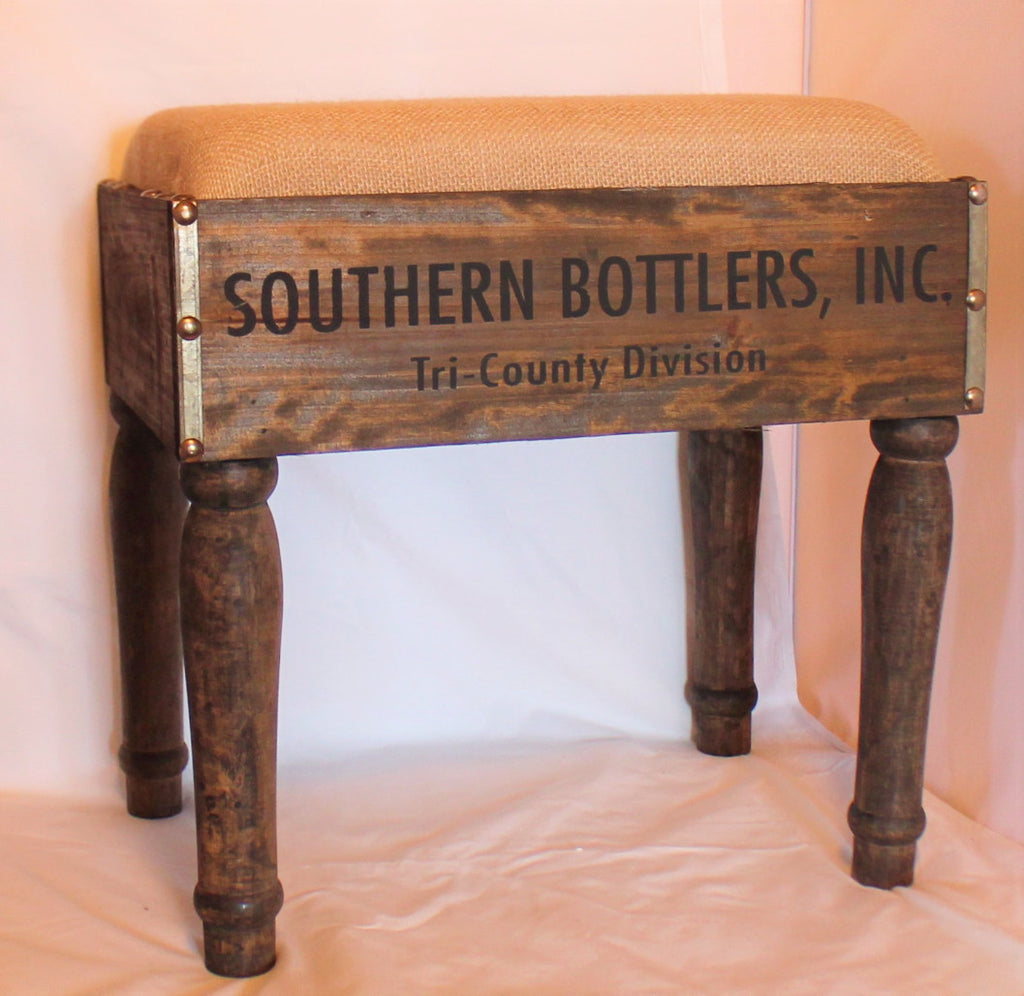 SOUTHERN BOTTLERS, INC.
Tri-County Division